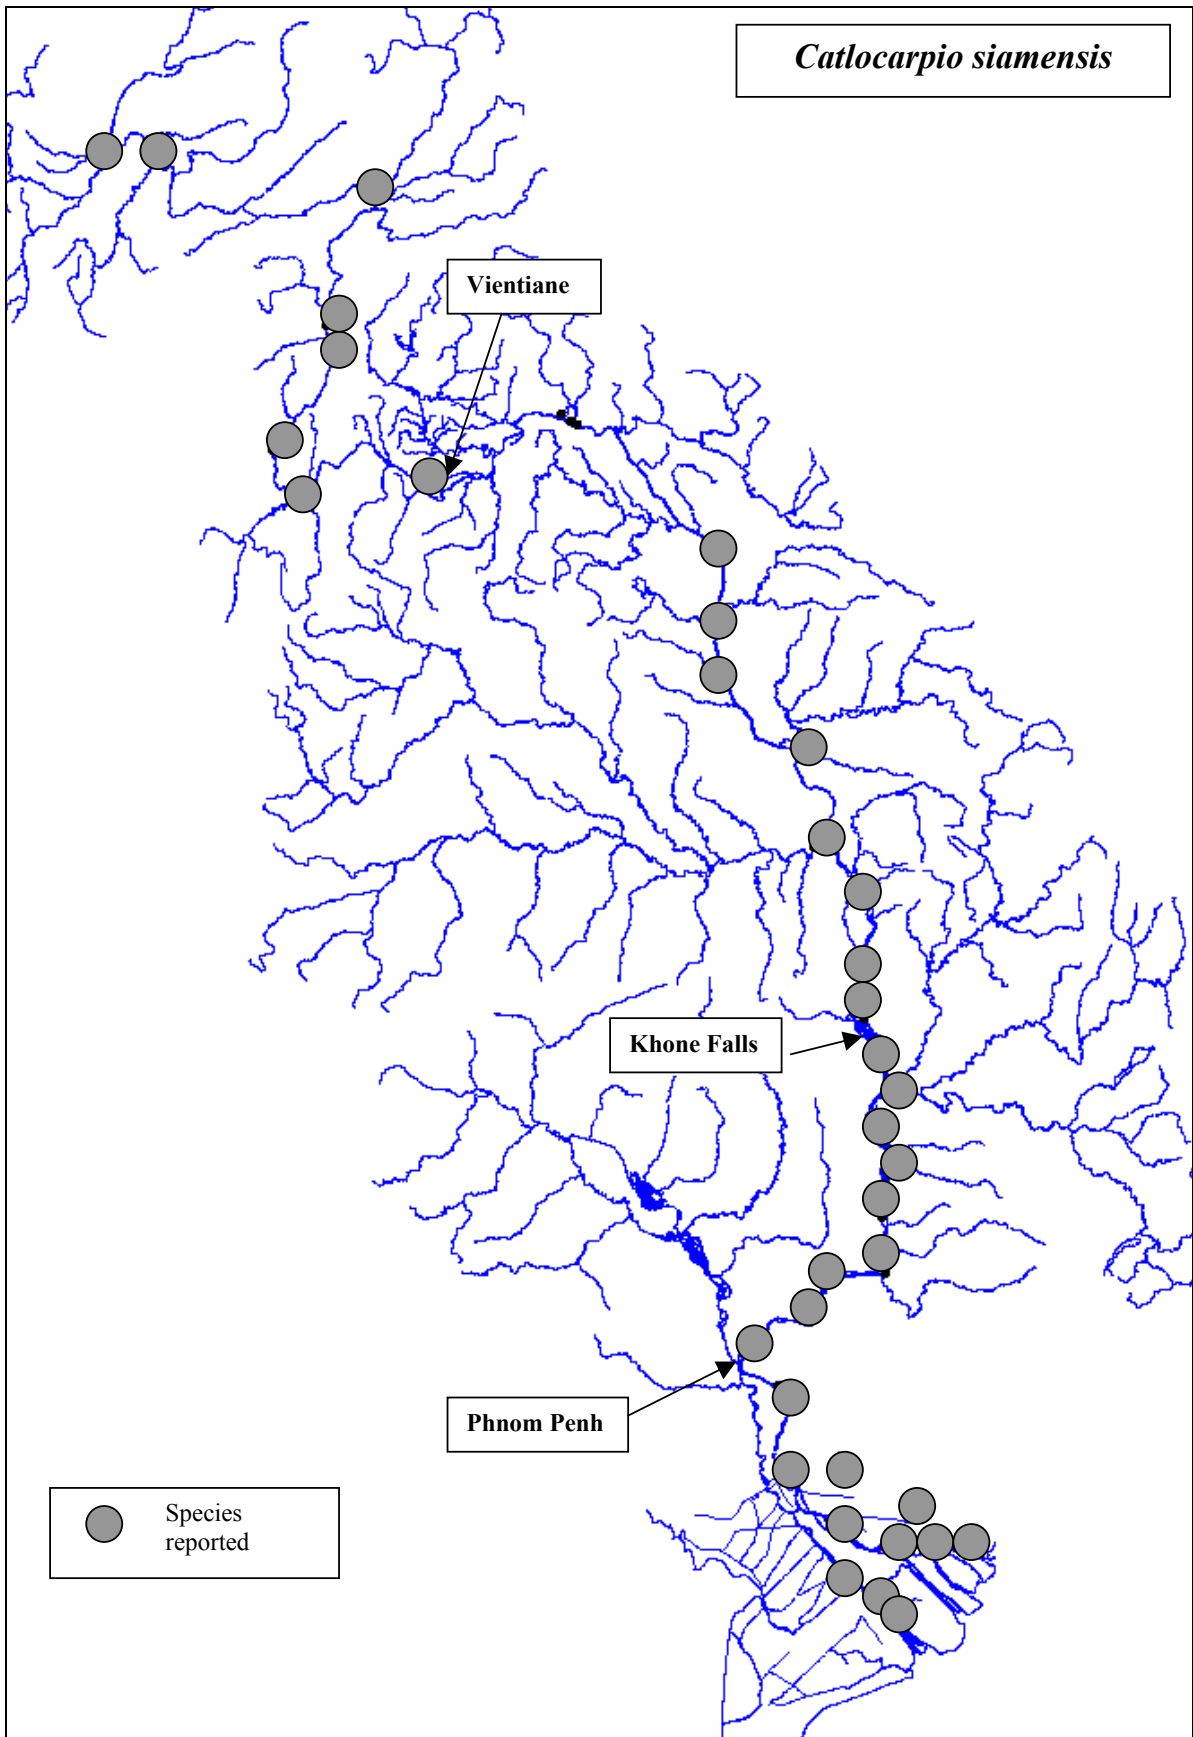 Catlocarpio siamensis
Vientiane
Khone Falls
Phnom Penh
Species
reported